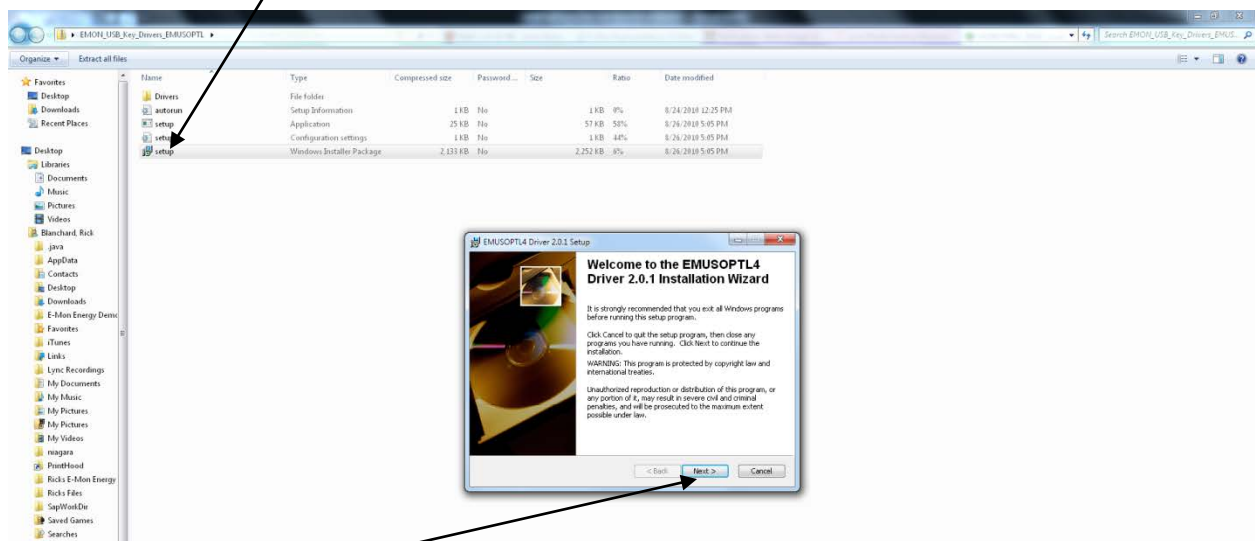 EMON_USB_Key_Drivers_EMUSOPTL
Search EMON_USB_Key_Drivers_EMUS...
Organize Extract all files
Name Type Compressed size Password ... Size Ratio Date modified
Drivers File folder
autorun Setup Information 1 KB No 1 KB 0% 8/24/2010 12:25 PM
setup Application 25 KB No 57 KB 58% 8/26/2010 5:05 PM
setup Configuration settings 1 KB No 1 KB 44% 8/26/2010 5:05 PM
setup Windows Installer Package 2,133 KB No 2,252 KB 6% 8/26/2010 5:05 PM
Favorites
Desktop
Downloads
Recent Places
Desktop
Libraries
Documents
Music
Pictures
Videos
Blanchard, Rick
.java
AppData
Contacts
Desktop
Downloads
E-Mon Energy Demo
Favorites
iTunes
Links
Lync Recordings
My Documents
My Music
My Pictures
My Pictures
My Videos
niagara
PrintHood
Ricks E-Mon Energy
Ricks Files
SapWorkDir
Saved Games
Searches
EMUSOPTL4 Driver 2.0.1 Setup
Welcome to the EMUSOPTL4
Driver 2.0.1 Installation Wizard
It is strongly recommended that you exit all Windows programs
before running this setup program.
Click Cancel to quit the setup program, then close any
programs you have running. Click Next to continue the
installation.
WARNING: This program is protected by copyright law and
international treaties.
Unauthorized reproduction or distribution of this program, or
any portion of it, may result in severe civil and criminal
penalties, and will be prosecuted to the maximum extent
possible under law.
< Back Next > Cancel